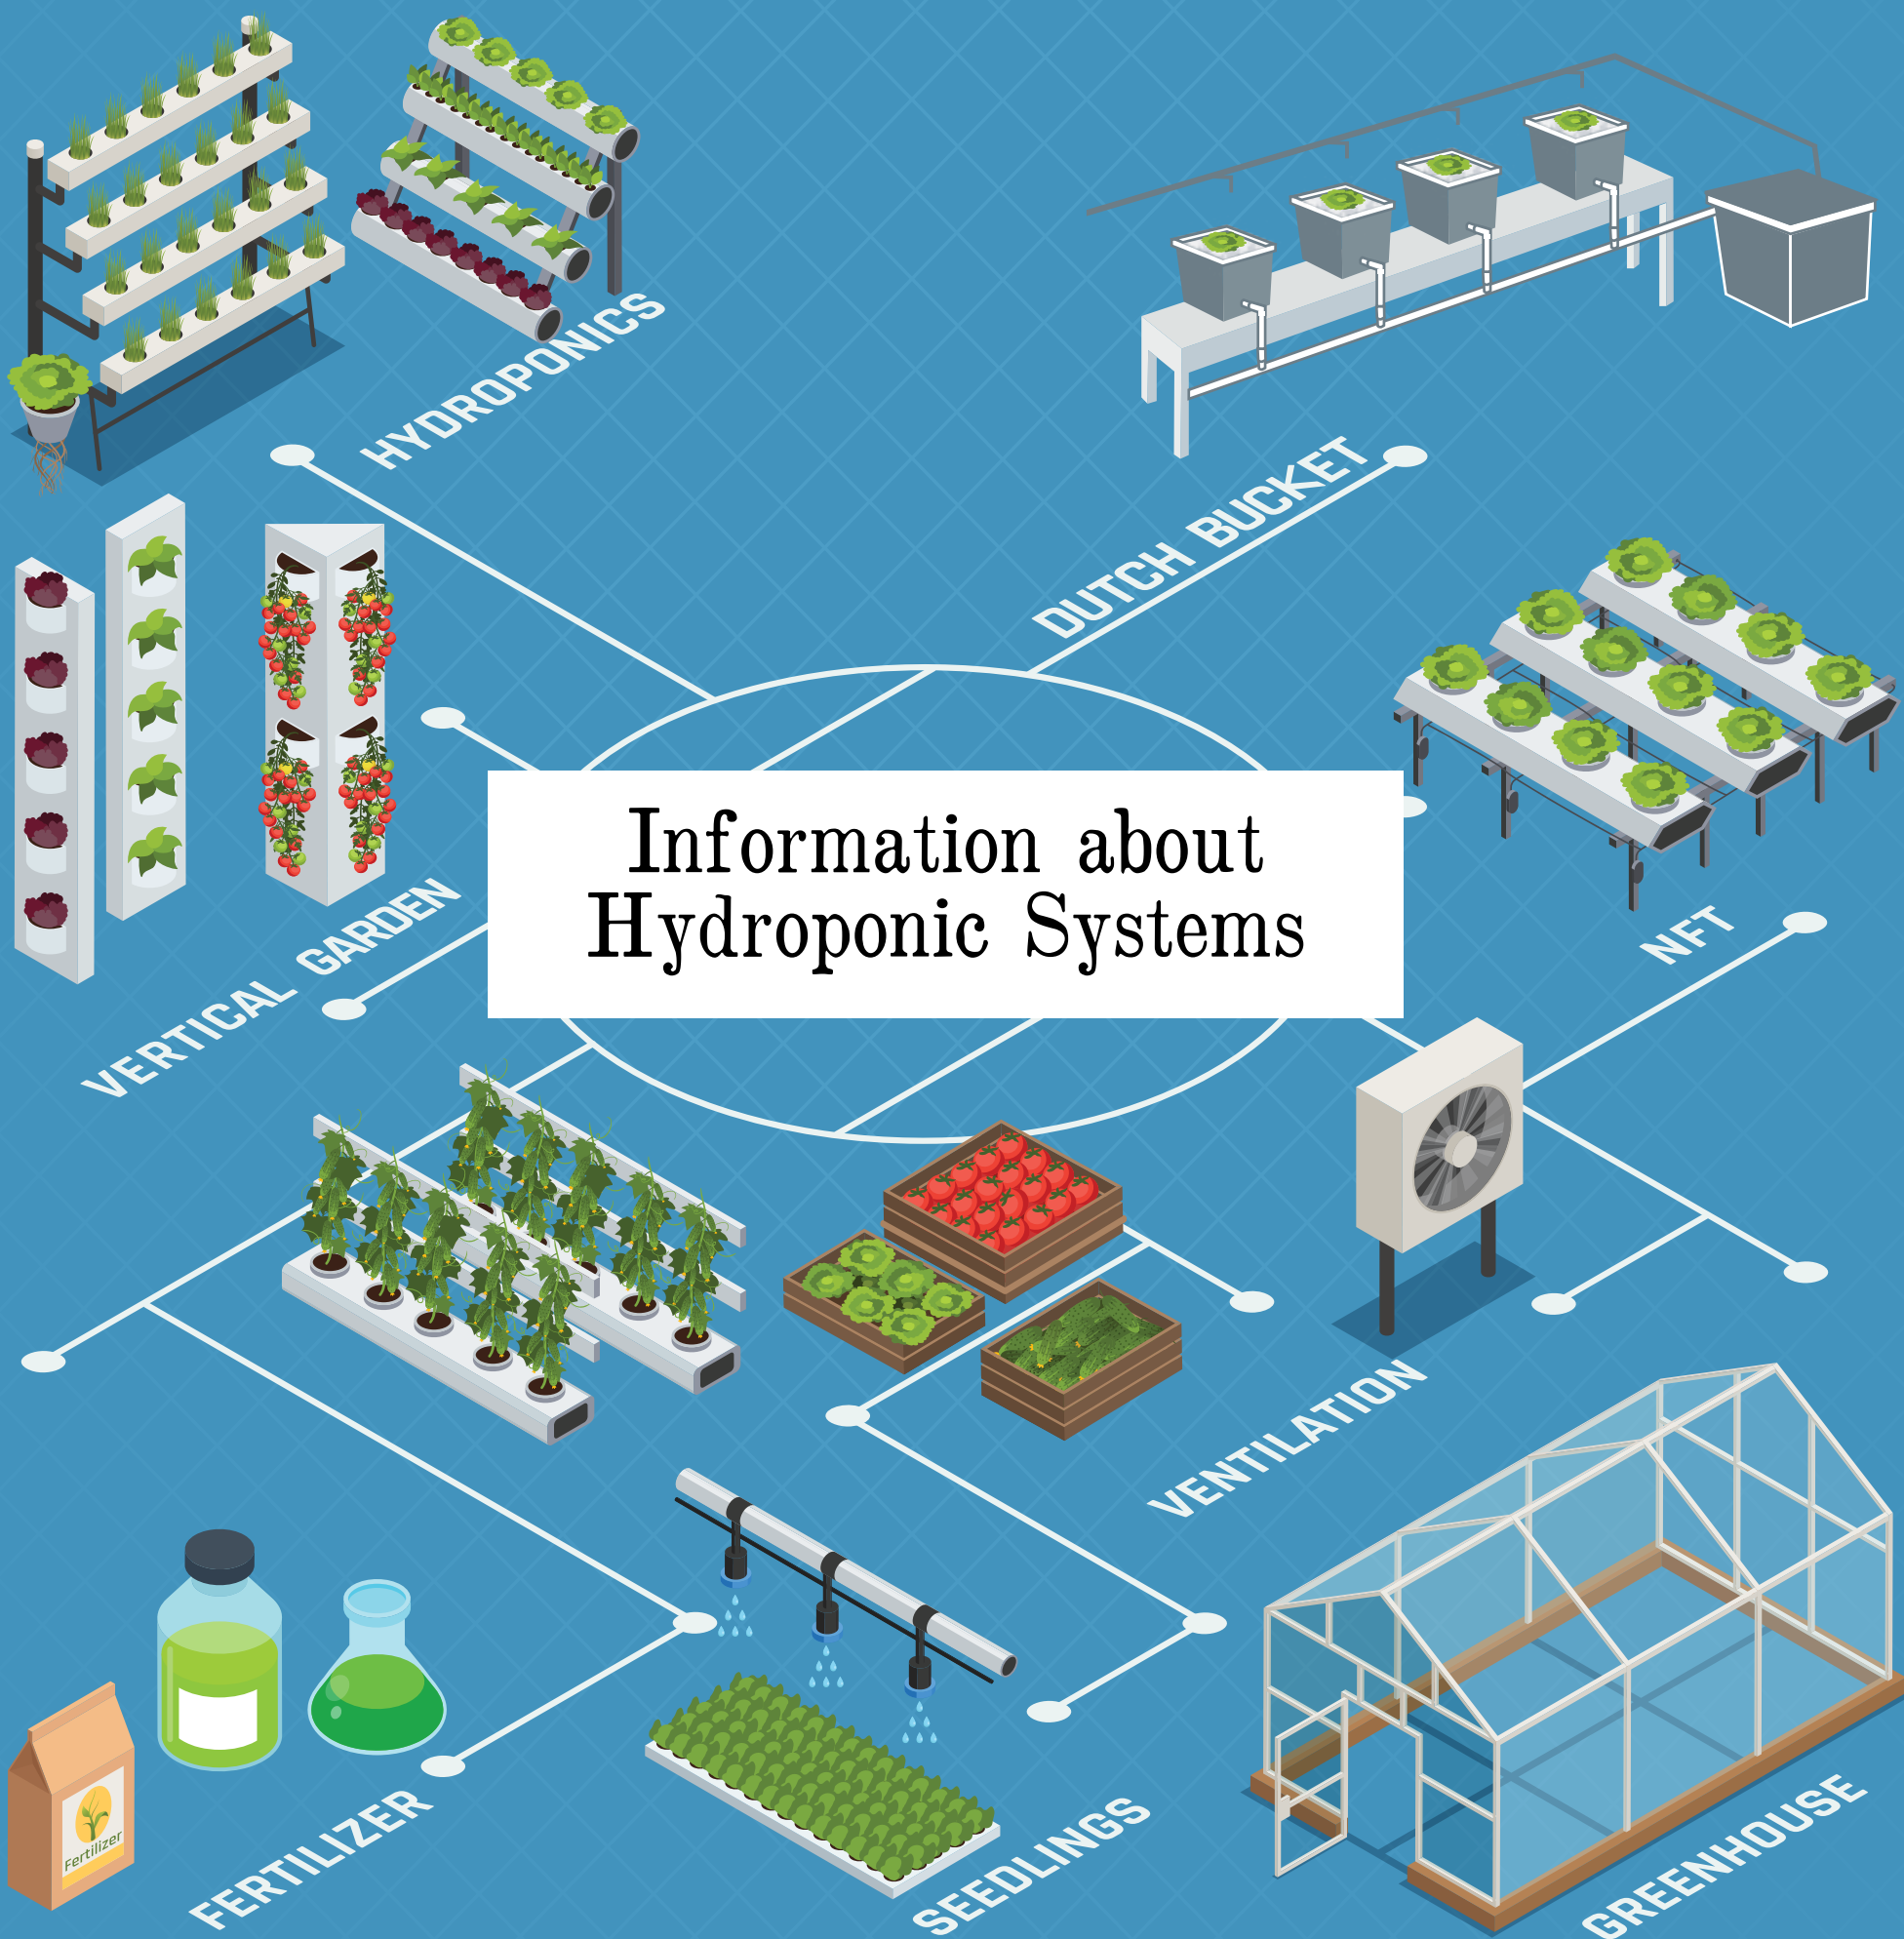 HYDROPONICS
DUTCH BUCKET
VERTICAL GARDEN
Information about
Hydroponic Systems
NFT
VENTILATION
Fertilizer
FERTILIZER
SEEDLINGS
GREENHOUSE